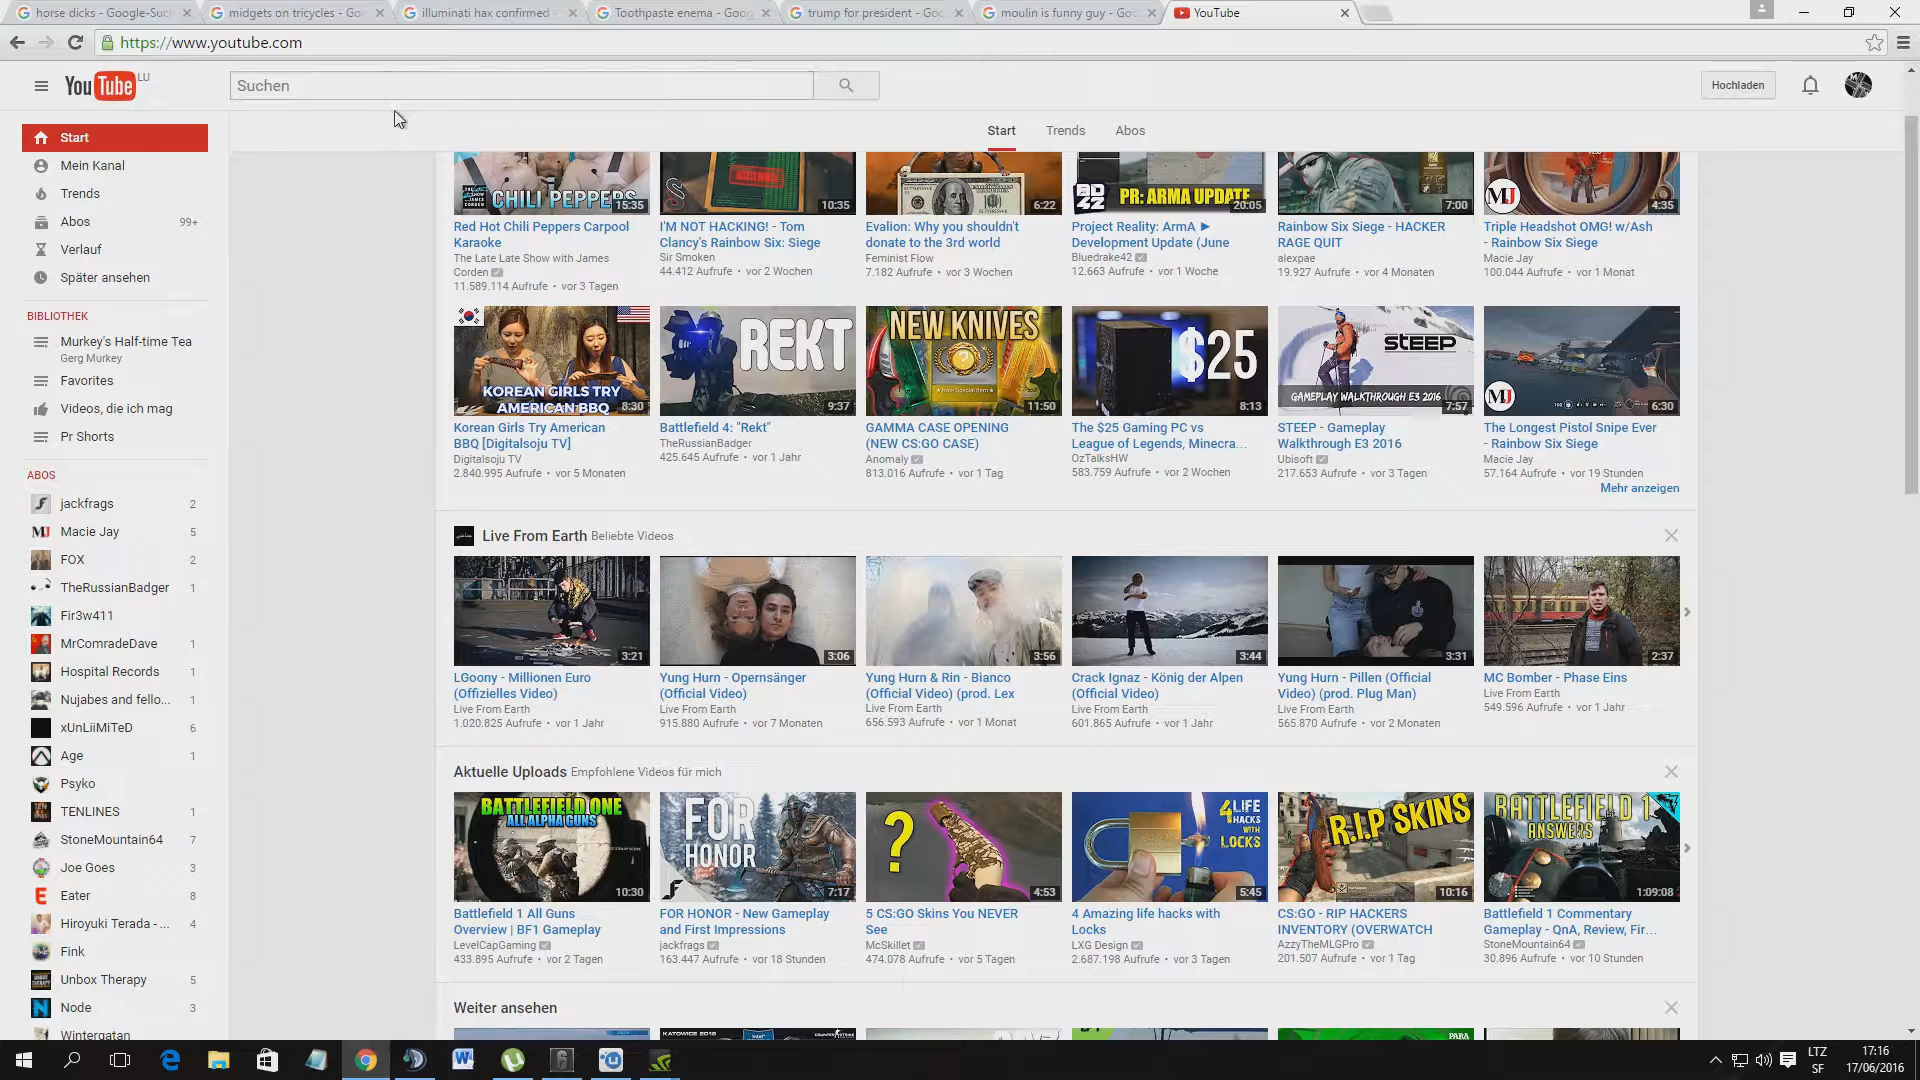 horse dicks - Google-Suc
midgets on tricycles - Go
illuminati hax confirmed -
Toothpaste enema - Goo
trump for president - Goo
moulin is funny guy - Go
YouTube
https://www.youtube.com
YouTube LU
Suchen
Hochladen
Start
Trends
Abos
Start
Mein Kanal
Trends
Abos 99+
Verlauf
Später ansehen
BIBLIOTHEK
Murkey's Half-time Tea
Gerg Murkey
Favorites
Videos, die ich mag
Pr Shorts
ABOS
jackfrags 2
Macie Jay 5
FOX 2
TheRussianBadger 1
Fir3w411
MrComradeDave 1
Hospital Records 1
Nujabes and fello... 1
xUnLiiMiTeD 6
Age 1
Psyko
TENLINES 1
StoneMountain64 7
Joe Goes 3
Eater 8
Hiroyuki Terada - ... 4
Fink
Unbox Therapy 5
Node 3
Wintergatan
CHILI PEPPERS
15:35
10:35
6:22
BD
42
PR: ARMA UPDATE
20:05
7:00
MJ
4:35
Red Hot Chili Peppers Carpool
Karaoke
The Late Late Show with James
Corden
11.589.114 Aufrufe • vor 3 Tagen
I'M NOT HACKING! - Tom
Clancy's Rainbow Six: Siege
Sir Smoken
44.412 Aufrufe • vor 2 Wochen
Evalion: Why you shouldn't
donate to the 3rd world
Feminist Flow
7.182 Aufrufe • vor 3 Wochen
Project Reality: ArmA ►
Development Update (June
Bluedrake42
12.663 Aufrufe • vor 1 Woche
Rainbow Six Siege - HACKER
RAGE QUIT
alexpae
19.927 Aufrufe • vor 4 Monaten
Triple Headshot OMG! w/Ash
- Rainbow Six Siege
Macie Jay
100.044 Aufrufe • vor 1 Monat
KOREAN GIRLS TRY
AMERICAN BBQ
8:30
REKT
9:37
NEW KNIVES
11:50
$25
8:13
STEEP
GAMEPLAY WALKTHROUGH E3 2016
7:57
MJ
6:30
Korean Girls Try American
BBQ [Digitalsoju TV]
Digitalsoju TV
2.840.995 Aufrufe • vor 5 Monaten
Battlefield 4: "Rekt"
TheRussianBadger
425.645 Aufrufe • vor 1 Jahr
GAMMA CASE OPENING
(NEW CS:GO CASE)
Anomaly
813.016 Aufrufe • vor 1 Tag
The $25 Gaming PC vs
League of Legends, Minecra...
OzTalksHW
583.759 Aufrufe • vor 2 Wochen
STEEP - Gameplay
Walkthrough E3 2016
Ubisoft
217.653 Aufrufe • vor 3 Tagen
The Longest Pistol Snipe Ever
- Rainbow Six Siege
Macie Jay
57.164 Aufrufe • vor 19 Stunden
Mehr anzeigen
Live From Earth Beliebte Videos
3:21
3:06
3:56
3:44
3:31
2:37
LGoony - Millionen Euro
(Offizielles Video)
Live From Earth
1.020.825 Aufrufe • vor 1 Jahr
Yung Hurn - Opernsänger
(Official Video)
Live From Earth
915.880 Aufrufe • vor 7 Monaten
Yung Hurn & Rin - Bianco
(Official Video) (prod. Lex
Live From Earth
656.593 Aufrufe • vor 1 Monat
Crack Ignaz - König der Alpen
(Official Video)
Live From Earth
601.865 Aufrufe • vor 1 Jahr
Yung Hurn - Pillen (Official
Video) (prod. Plug Man)
Live From Earth
565.870 Aufrufe • vor 2 Monaten
MC Bomber - Phase Eins
Live From Earth
549.596 Aufrufe • vor 1 Jahr
Aktuelle Uploads Empfohlene Videos für mich
BATTLEFIELD ONE
ALL ALPHA GUNS
10:30
FOR
HONOR
7:17
?
4:53
4 LIFE
HACKS
WITH
LOCKS
5:45
R.I.P SKINS
10:16
BATTLEFIELD 1
ANSWERS
1:09:08
Battlefield 1 All Guns
Overview | BF1 Gameplay
LevelCapGaming
433.895 Aufrufe • vor 2 Tagen
FOR HONOR - New Gameplay
and First Impressions
jackfrags
163.447 Aufrufe • vor 18 Stunden
5 CS:GO Skins You NEVER
See
McSkillet
474.078 Aufrufe • vor 5 Tagen
4 Amazing life hacks with
Locks
LXG Design
2.687.198 Aufrufe • vor 3 Tagen
CS:GO - RIP HACKERS
INVENTORY (OVERWATCH
AzzyTheMLGPro
201.507 Aufrufe • vor 1 Tag
Battlefield 1 Commentary
Gameplay - QnA, Review, Fir...
StoneMountain64
30.896 Aufrufe • vor 10 Stunden
Weiter ansehen
KATOWICE 2016
PARA
LTZ
SF
17:16
17/06/2016